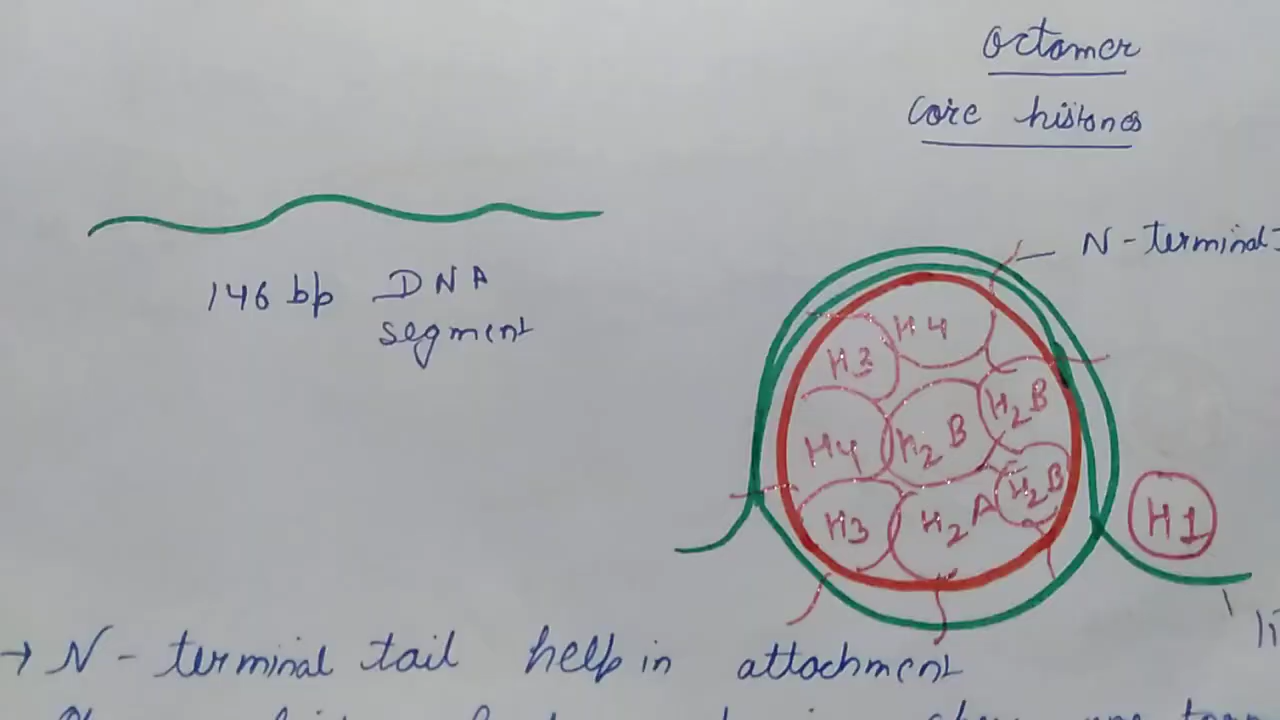 Octamer
Core histones
N - terminal
146 bp DNA
segment
H4
H3
H2B
H4
H2B
H2B
H3
H2A
H1
→ N - terminal tail help in attachment